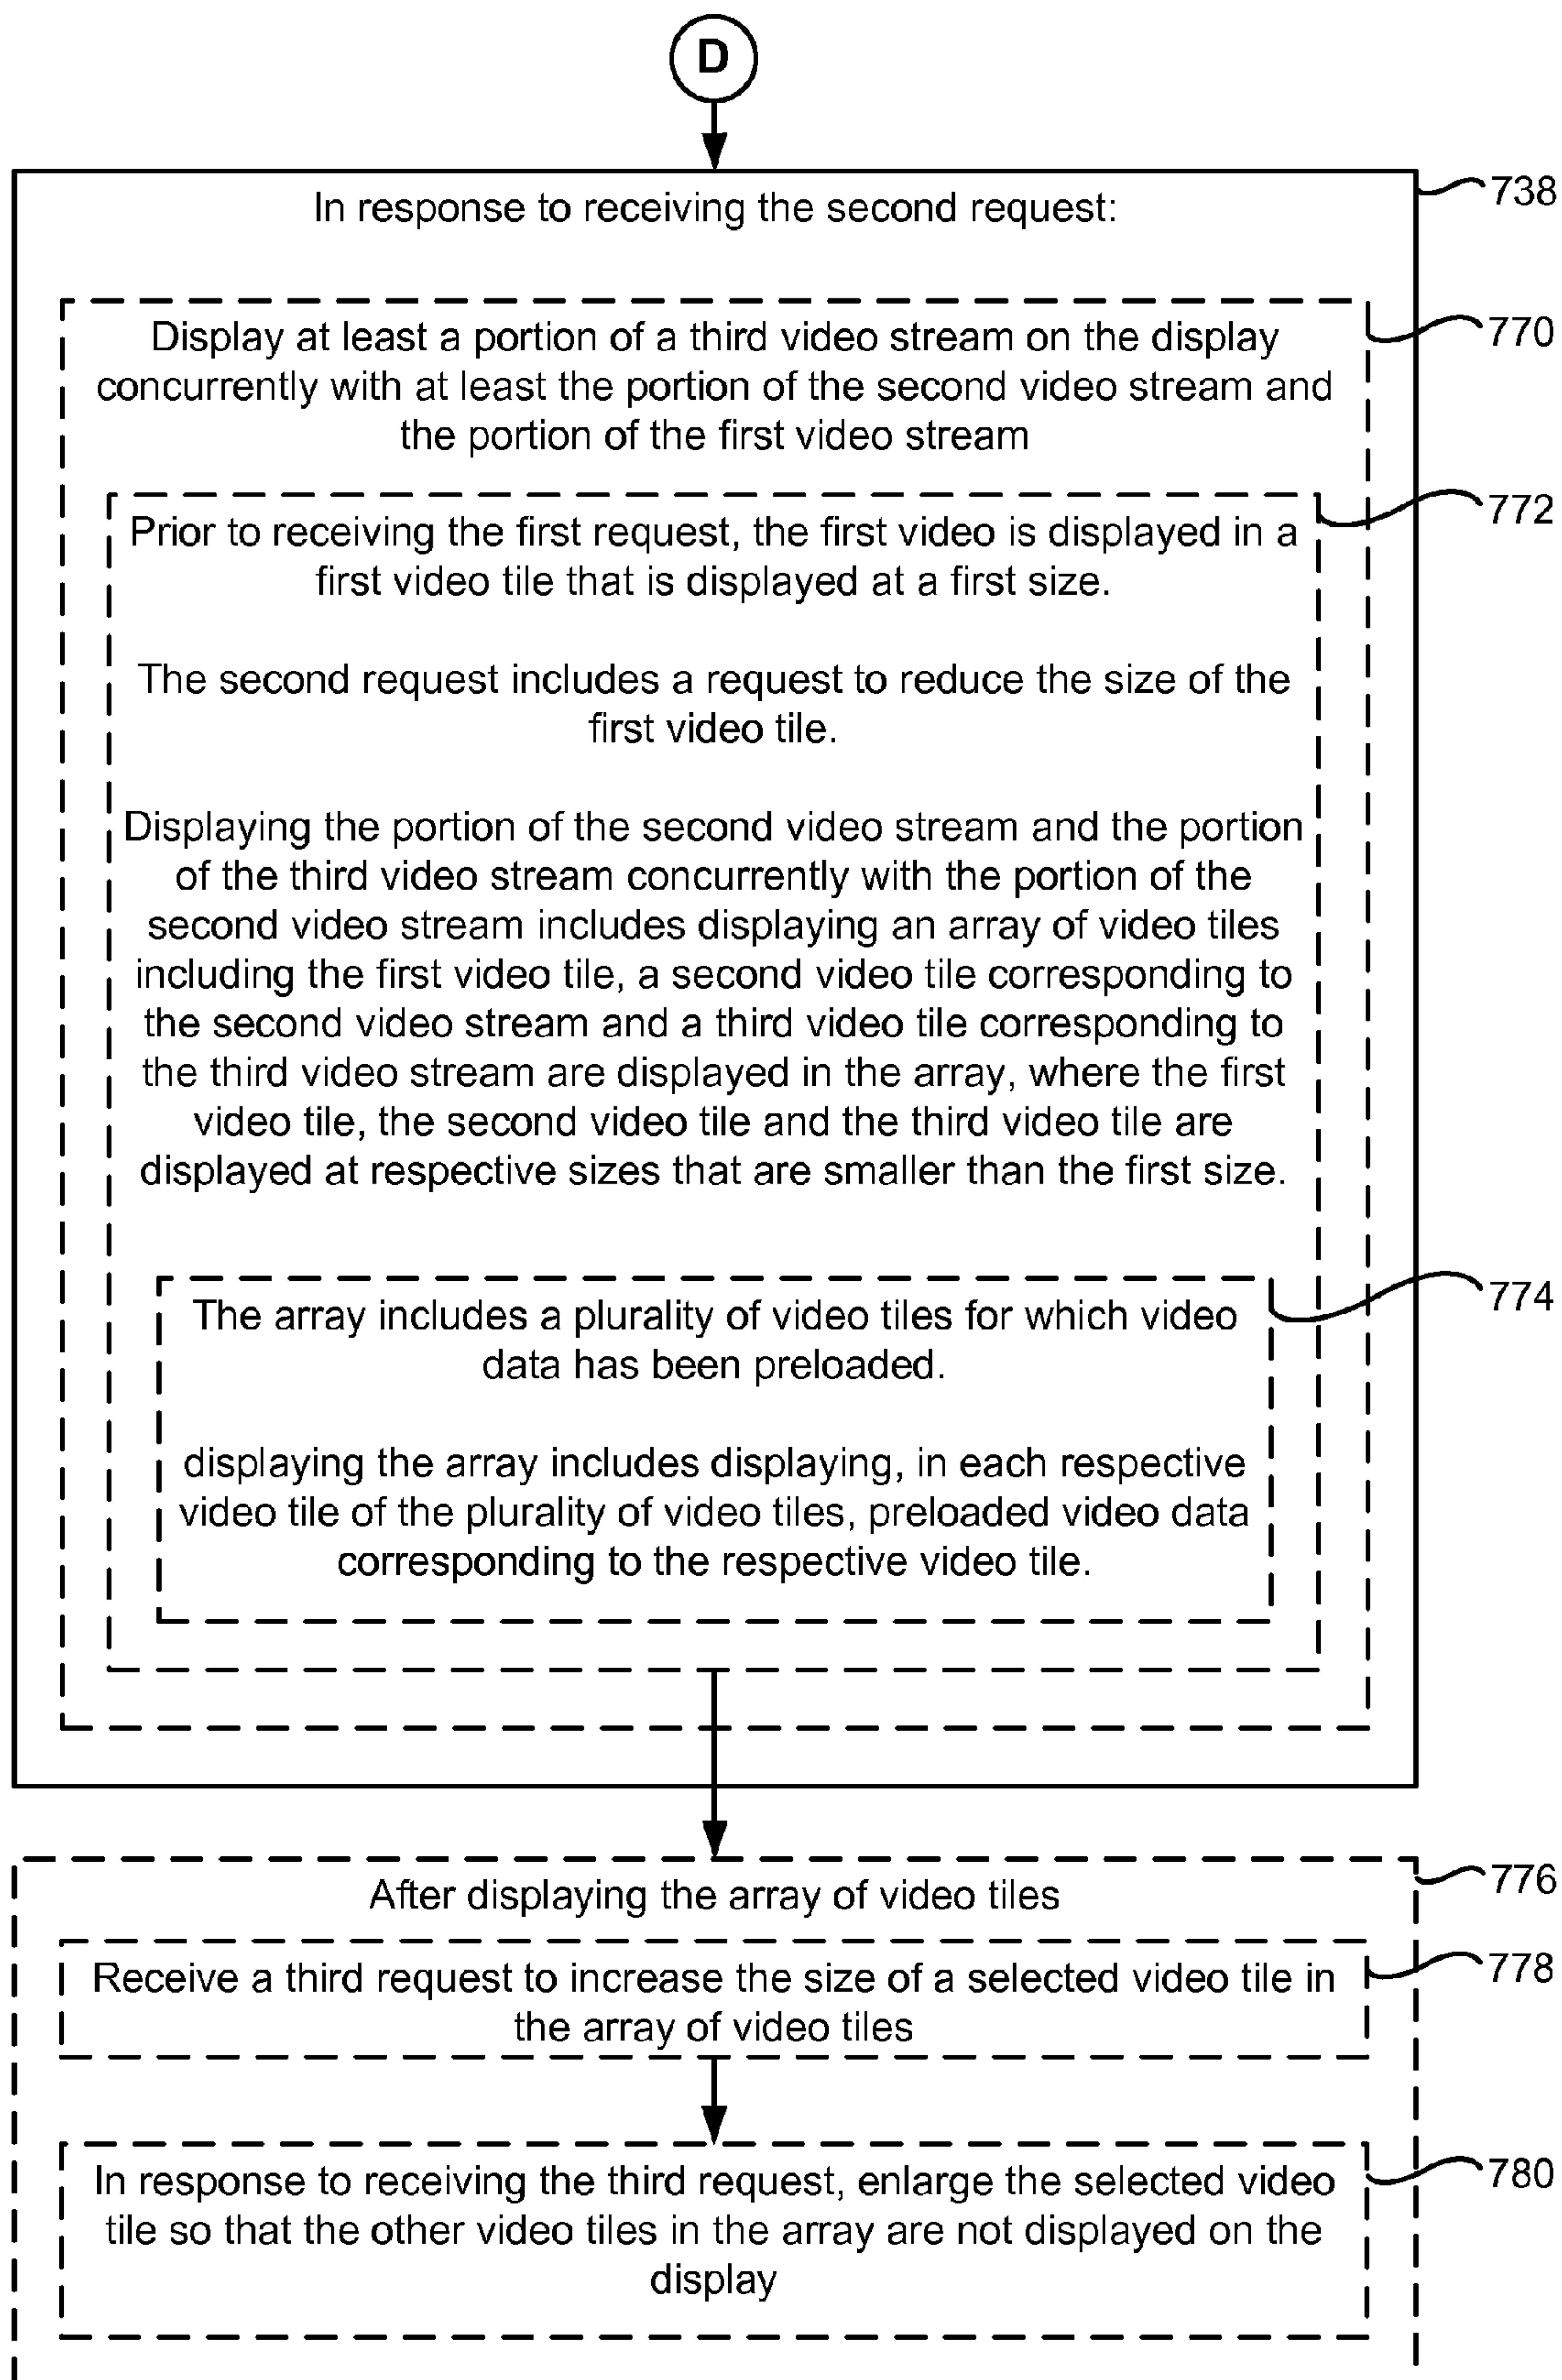 D
In response to receiving the second request:
738
Display at least a portion of a third video stream on the display
concurrently with at least the portion of the second video stream and
the portion of the first video stream
770
Prior to receiving the first request, the first video is displayed in a
first video tile that is displayed at a first size.
772
The second request includes a request to reduce the size of the
first video tile.
Displaying the portion of the second video stream and the portion
of the third video stream concurrently with the portion of the
second video stream includes displaying an array of video tiles
including the first video tile, a second video tile corresponding to
the second video stream and a third video tile corresponding to
the third video stream are displayed in the array, where the first
video tile, the second video tile and the third video tile are
displayed at respective sizes that are smaller than the first size.
The array includes a plurality of video tiles for which video
data has been preloaded.
774
displaying the array includes displaying, in each respective
video tile of the plurality of video tiles, preloaded video data
corresponding to the respective video tile.
After displaying the array of video tiles
776
Receive a third request to increase the size of a selected video tile in
the array of video tiles
778
In response to receiving the third request, enlarge the selected video
tile so that the other video tiles in the array are not displayed on the
display
780